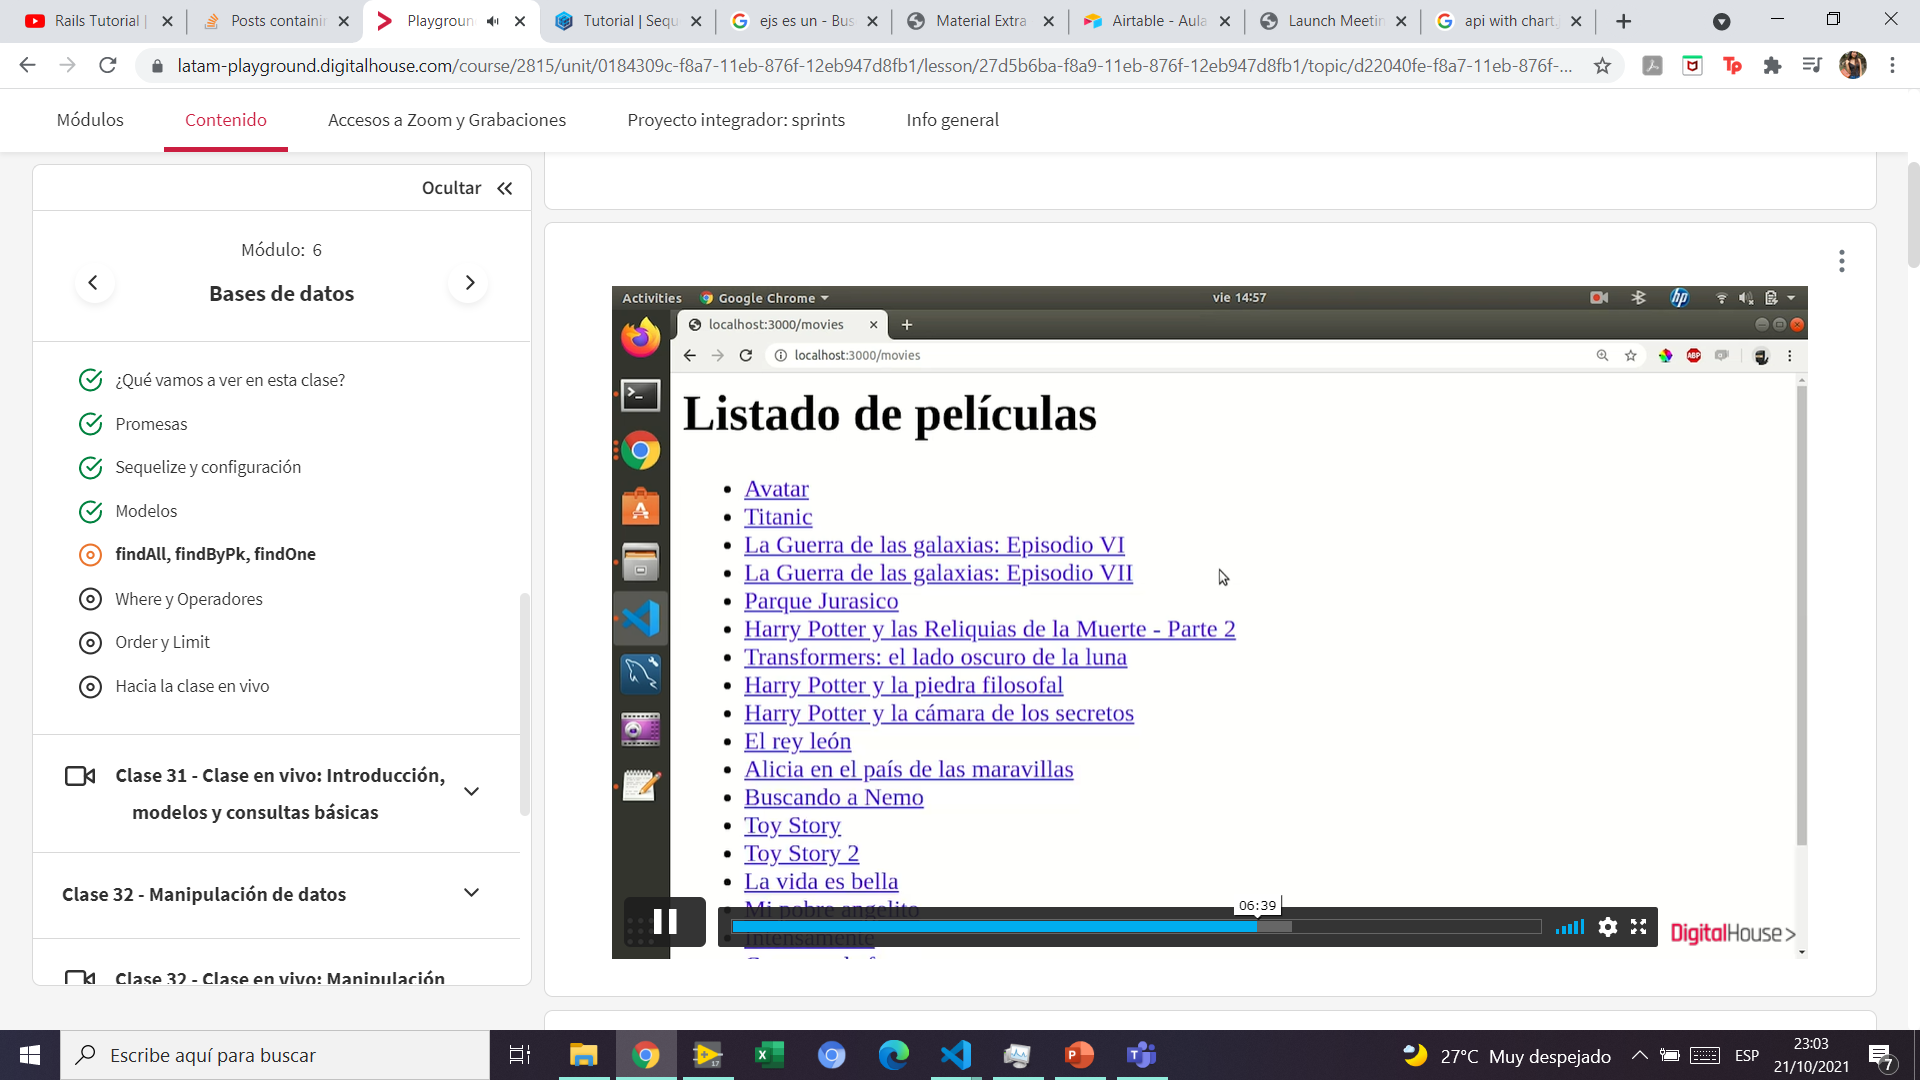 Rails Tutorial
Posts containin
Playgroun
Tutorial | Sequ
ejs es un - Bus
Material Extra
Airtable - Aula
Launch Meetin
api with chart.j
latam-playground.digitalhouse.com/course/2815/unit/0184309c-f8a7-11eb-876f-12eb947d8fb1/lesson/27d5b6ba-f8a9-11eb-876f-12eb947d8fb1/topic/d22040fe-f8a7-11eb-876f-...
Módulos
Contenido
Accesos a Zoom y Grabaciones
Proyecto integrador: sprints
Info general
Ocultar
Módulo: 6
Bases de datos
¿Qué vamos a ver en esta clase?
Promesas
Sequelize y configuración
Modelos
findAll, findByPk, findOne
Where y Operadores
Order y Limit
Hacia la clase en vivo
Clase 31 - Clase en vivo: Introducción,
modelos y consultas básicas
Clase 32 - Manipulación de datos
Clase 32 - Clase en vivo: Manipulación
Activities
Google Chrome
vie 14:57
localhost:3000/movies
localhost:3000/movies
ABP
Listado de películas
Avatar
Titanic
La Guerra de las galaxias: Episodio VI
La Guerra de las galaxias: Episodio VII
Parque Jurasico
Harry Potter y las Reliquias de la Muerte - Parte 2
Transformers: el lado oscuro de la luna
Harry Potter y la piedra filosofal
Harry Potter y la cámara de los secretos
El rey león
Alicia en el país de las maravillas
Buscando a Nemo
Toy Story
Toy Story 2
La vida es bella
Mi pobre angelito
Intensamente
06:39
DigitalHouse>
Escribe aquí para buscar
27°C Muy despejado
ESP
23:03
21/10/2021
7